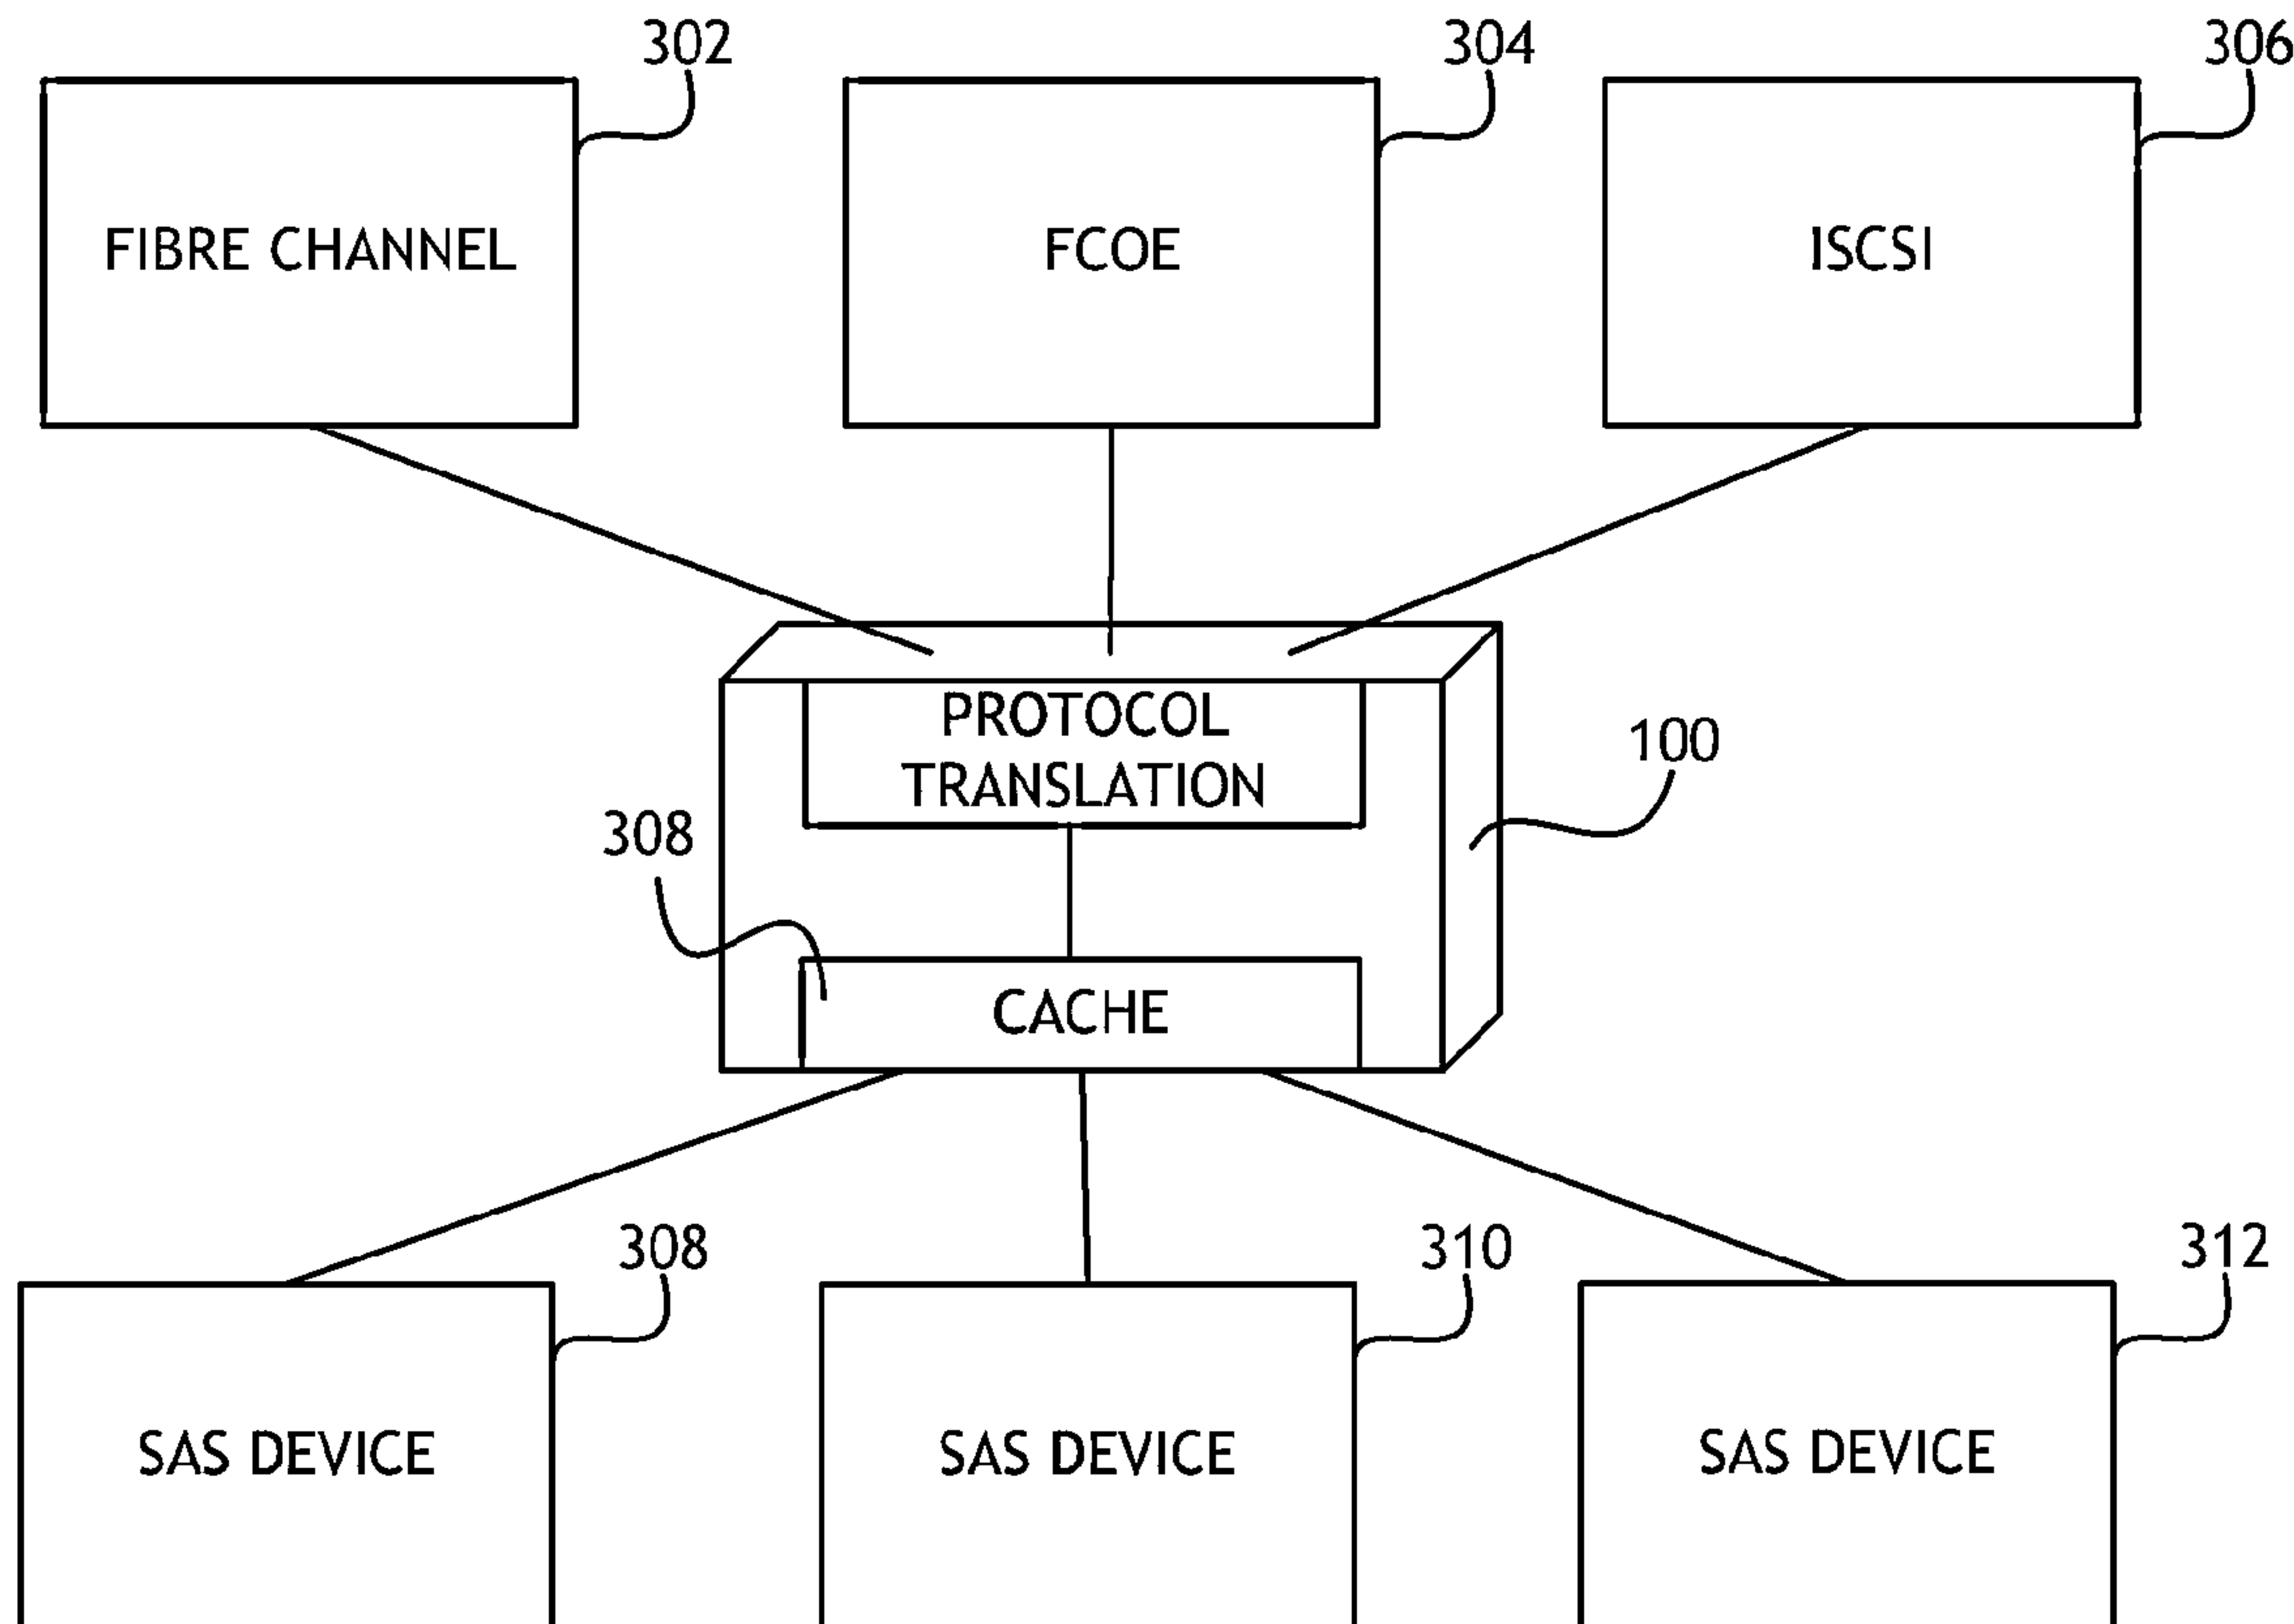 302
304
306
FIBRE CHANNEL
FCOE
ISCSI
PROTOCOL
TRANSLATION
100
308
CACHE
308
310
312
SAS DEVICE
SAS DEVICE
SAS DEVICE